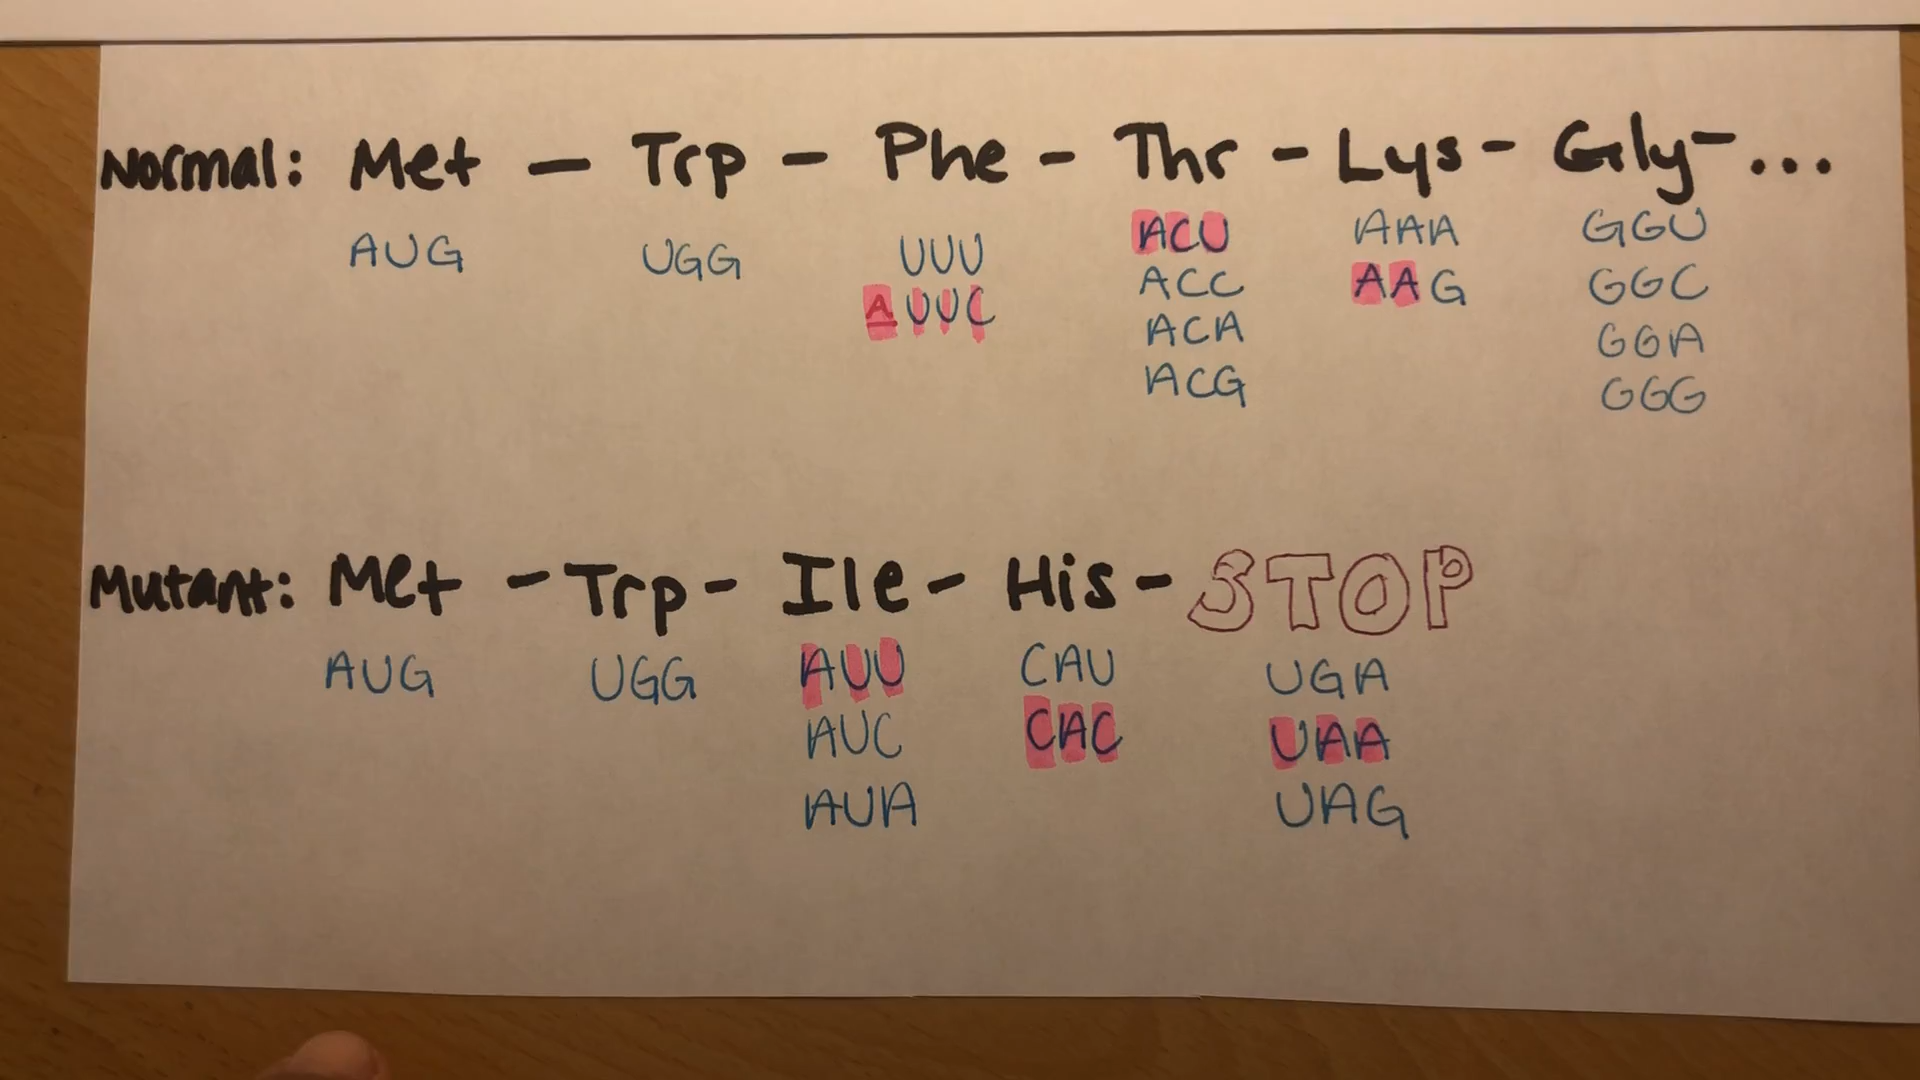 Normal: Met - Trp - Phe - Thr - Lys - Gly - ...
AUG UGG UUU ACU AAA GGU
A UUC ACC AAG GGC
ACA GGA
ACG GGG
Mutant: Met - Trp - Ile - His - STOP
AUG UGG AUU CAU UGA
AUC CAC UAA
AUA UAG